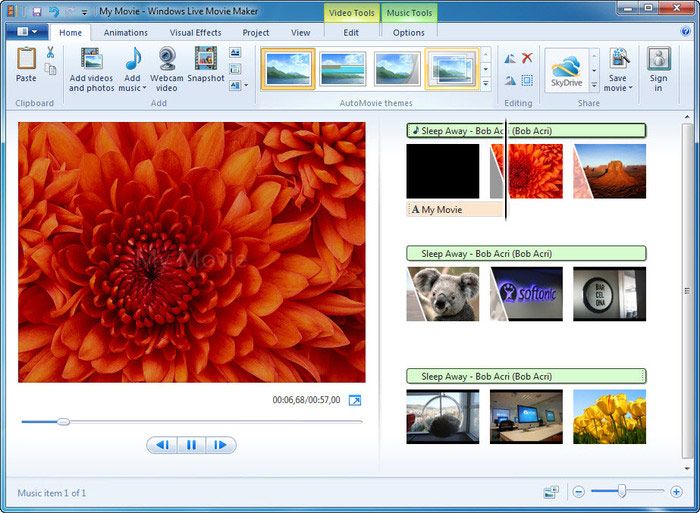 My Movie - Windows Live Movie Maker
Video Tools
Music Tools
Home
Animations
Visual Effects
Project
View
Edit
Options
Paste
Add videos
and photos
Add
music
Webcam
video
Snapshot
SkyDrive
Save
movie
Sign
in
Clipboard
Add
AutoMovie themes
Editing
Share
Sleep Away - Bob Acri (Bob Acri)
A My Movie
My Movie
Sleep Away - Bob Acri (Bob Acri)
softonic
BAR
CEL
ONA
Sleep Away - Bob Acri (Bob Acri)
00:06,68/00:57,00
Music item 1 of 1